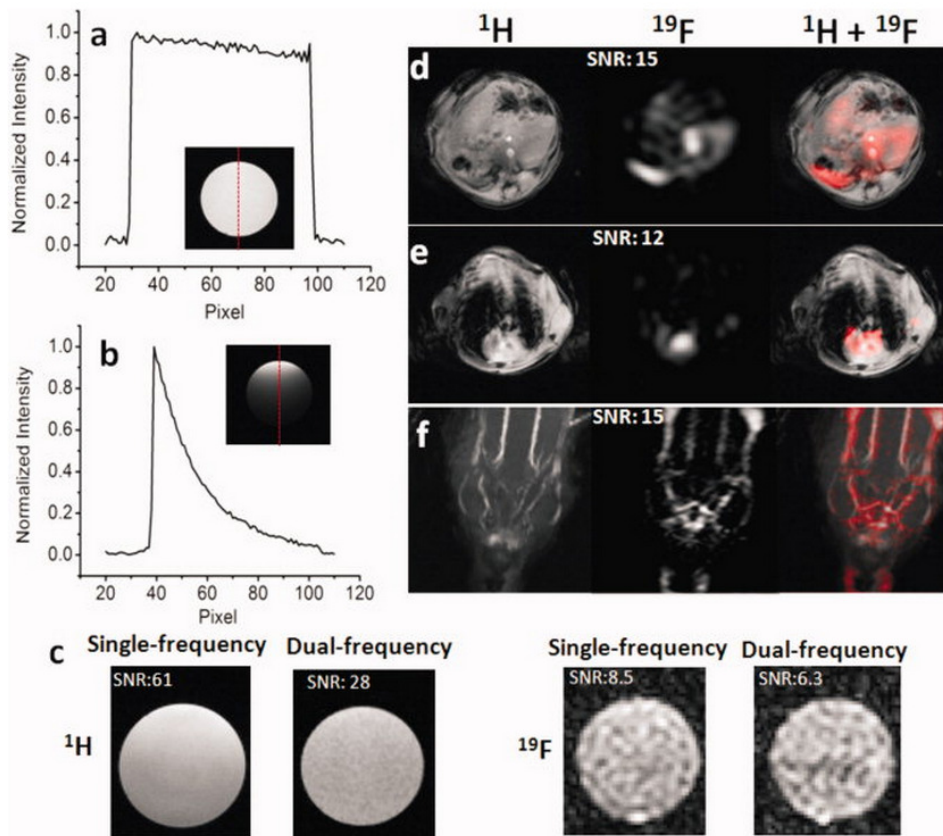 a
Normalized Intensity
1.0
0.8
0.6
0.4
0.2
0.0
0 20 40 60 80 100 120
Pixel
b
Normalized Intensity
1.0
0.8
0.6
0.4
0.2
0.0
0 20 40 60 80 100 120
Pixel
¹H ¹⁹F ¹H + ¹⁹F
d SNR: 15
e SNR: 12
f SNR: 15
c Single-frequency Dual-frequency Single-frequency Dual-frequency
SNR:61 SNR: 28 SNR:8.5 SNR:6.3
¹H ¹⁹F